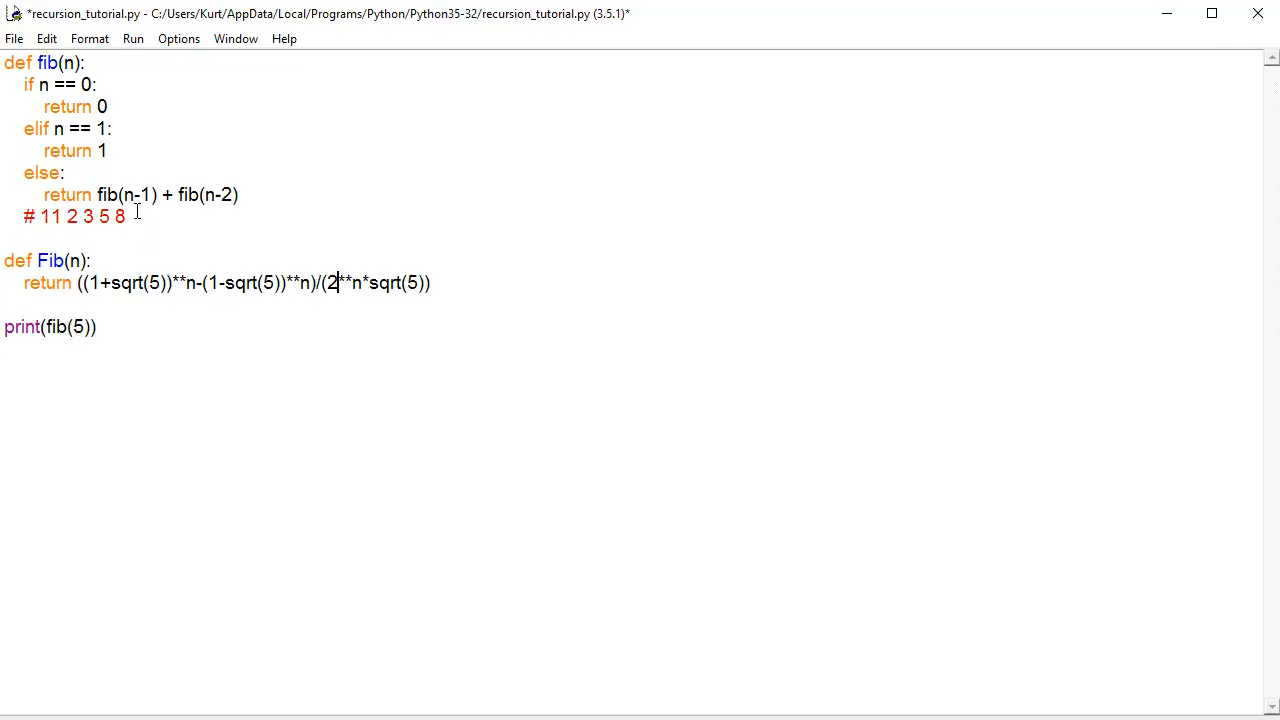 *recursion_tutorial.py - C:/Users/Kurt/AppData/Local/Programs/Python/Python35-32/recursion_tutorial.py (3.5.1)*
File Edit Format Run Options Window Help
def fib(n):
    if n == 0:
        return 0
    elif n == 1:
        return 1
    else:
        return fib(n-1) + fib(n-2)
    # 11 2 3 5 8
def Fib(n):
    return ((1+sqrt(5))**n-(1-sqrt(5))**n)/(2**n*sqrt(5))
print(fib(5))